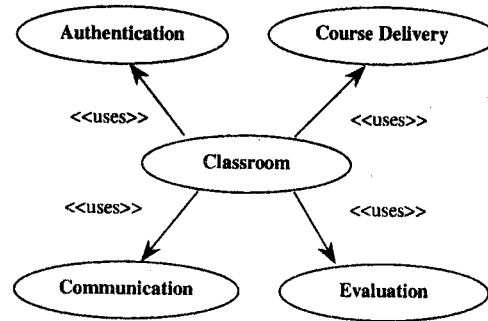 Authentication
Course Delivery
<<uses>>
<<uses>>
Classroom
<<uses>>
<<uses>>
Communication
Evaluation